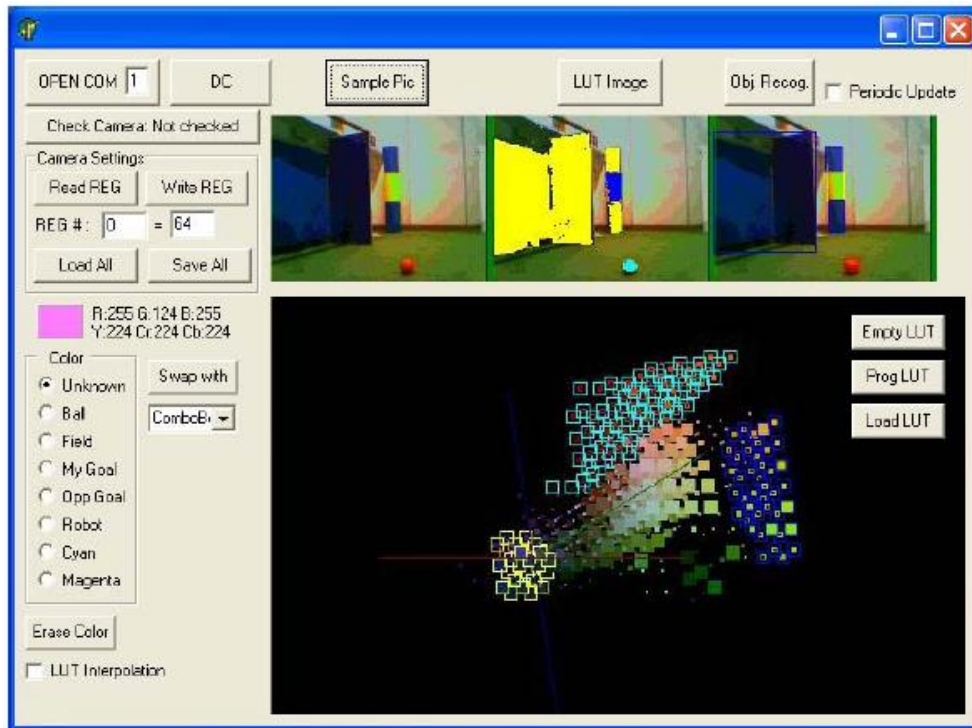 OPEN COM 1
DC
Sample Pic
LUT Image
Obj Recog.
Periodic Update
Check Camera: Not checked
Camera Settings
Read REG
Write REG
REG # : 0 = 64
Load All
Save All
R:255 G:124 B:255
Y:224 Cr:224 Cb:224
Color
Unknown
Ball
Field
My Goal
Opp Goal
Robot
Cyan
Magenta
Swap with
ComboBo
Empty LUT
Prog LUT
Load LUT
Erase Color
LUT Interpolation